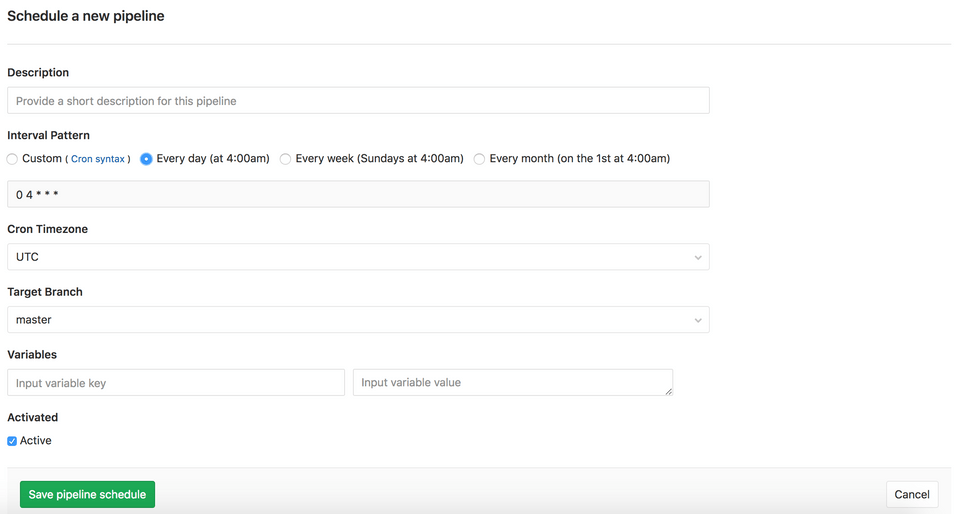 Schedule a new pipeline
Description
Provide a short description for this pipeline
Interval Pattern
Custom ( Cron syntax ) Every day (at 4:00am) Every week (Sundays at 4:00am) Every month (on the 1st at 4:00am)
0 4 * * *
Cron Timezone
UTC
Target Branch
master
Variables
Input variable key Input variable value
Activated
Active
Save pipeline schedule Cancel